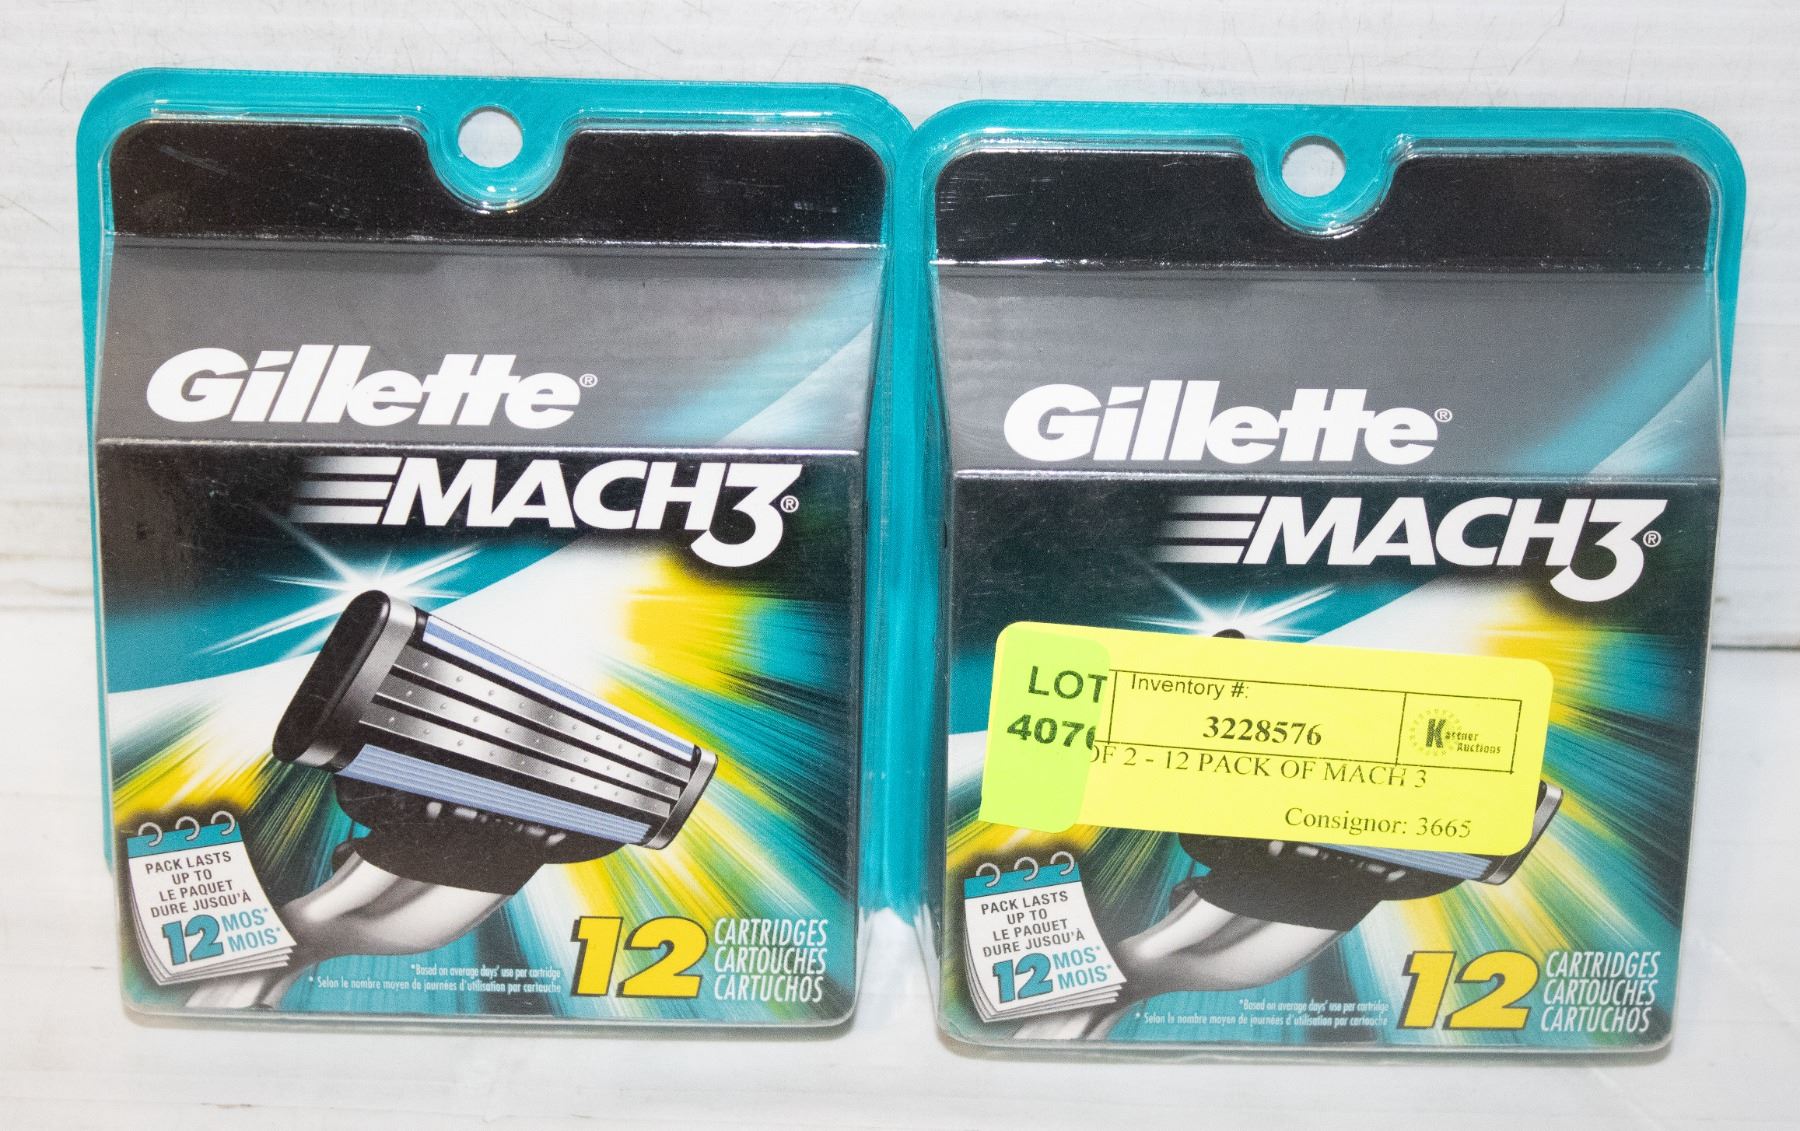 Gillette®
MACH3®
PACK LASTS
UP TO
LE PAQUET
DURE JUSQU'À
12 MOS*
MOIS*
*Based on average days' use per cartridge
* Selon le nombre moyen de journées d'utilisation par cartouche
12 CARTRIDGES
CARTOUCHES
CARTUCHOS
Gillette®
MACH3®
LOT
Inventory #:
3228576
Kastner
Auctions
OF 2 - 12 PACK OF MACH 3
Consignor: 3665
PACK LASTS
UP TO
LE PAQUET
DURE JUSQU'À
12 MOS*
MOIS*
*Based on average days' use per cartridge
* Selon le nombre moyen de journées d'utilisation par cartouche
12 CARTRIDGES
CARTOUCHES
CARTUCHOS